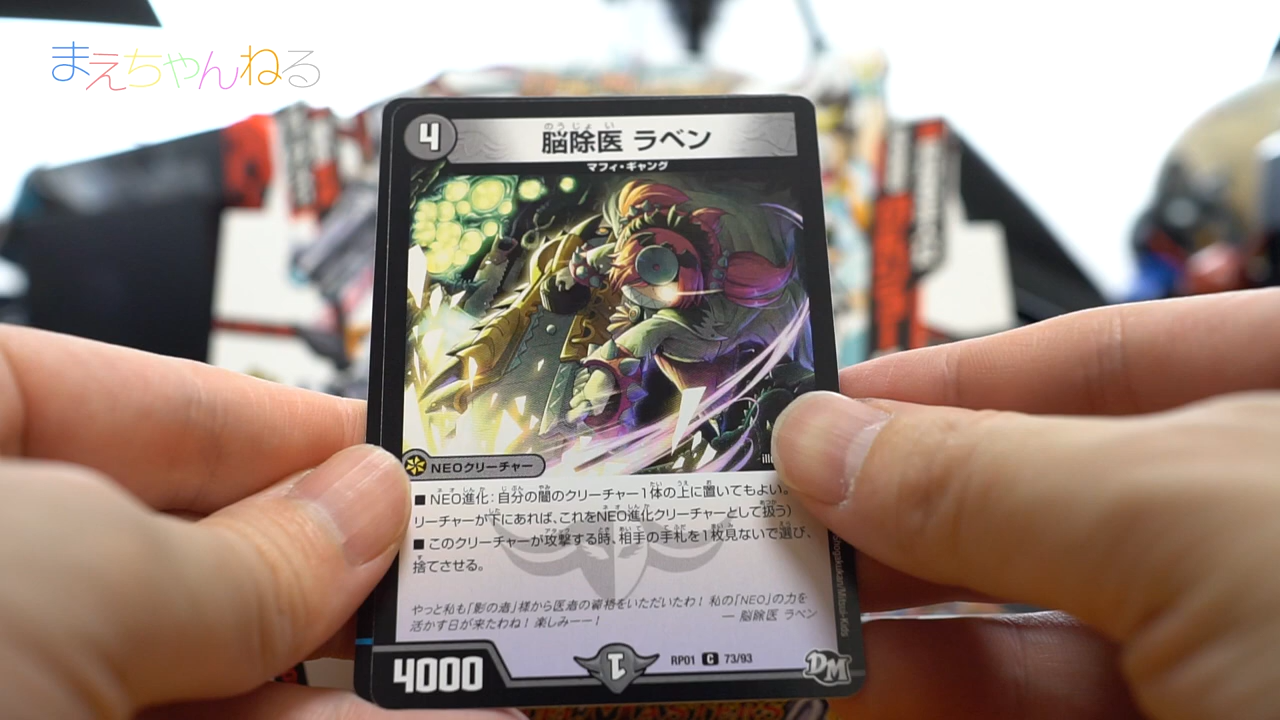 まえちゃんねる
4
のうじょい
脳除医 ラベン
マフィ・ギャング
NEOクリーチャー
■ NEO進化：自分の闇のクリーチャー1体の上に置いてもよい。
リーチャーが下にあれば、これをNEO進化クリーチャーとして扱う）
■ このクリーチャーが攻撃する時、相手の手札を1枚見ないで選び、
捨てさせる。
やっと私も「影の者」様から医者の資格をいただいたわ！ 私の「NEO」の力を
活かす日が来たわね！楽しみーー！ ― 脳除医 ラベン
4000
1
RP01 C 73/93
DM